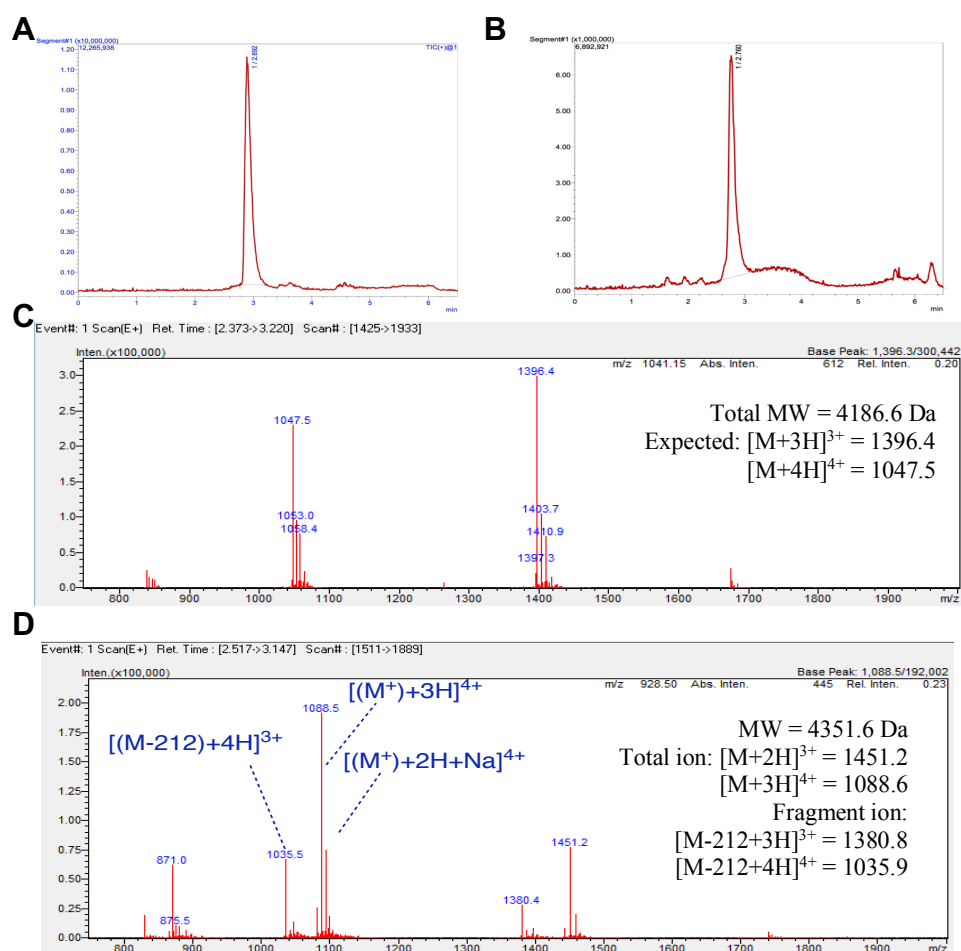 A
Segment#1 (x10,000,000)
12,265,938
TIC(+)@1
1 / 2.892
1.20
1.10
1.00
0.90
0.80
0.70
0.60
0.50
0.40
0.30
0.20
0.10
0.00
0 1 2 3 4 5 6
min
B
Segment#1 (x1,000,000)
6,892,921
1 / 2.760
6.00
5.00
4.00
3.00
2.00
1.00
0.00
0 2 4 6
min
C
Event#: 1 Scan(E+) Ret. Time : [2.373->3.220] Scan# : [1425->1933]
Inten.(x100,000)
Base Peak: 1,396.3/300,442
m/z 1041.15 Abs. Inten. 612 Rel. Inten. 0.20
3.0
2.5
2.0
1.5
1.0
0.5
0.0
1396.4
1047.5
1053.0
1058.4
1403.7
1410.9
1397.3
Total MW = 4186.6 Da
Expected: [M+3H]3+ = 1396.4
[M+4H]4+ = 1047.5
800 900 1000 1100 1200 1300 1400 1500 1600 1700 1800 1900 m/z
D
Event#: 1 Scan(E+) Ret. Time : [2.517->3.147] Scan# : [1511->1889]
Inten.(x100,000)
Base Peak: 1,088.5/192,002
m/z 928.50 Abs. Inten. 445 Rel. Inten. 0.23
2.00
1.75
1.50
1.25
1.00
0.75
0.50
0.25
0.00
[(M+)+3H]4+
1088.5
[(M-212)+4H]3+
[(M+)+2H+Na]4+
871.0
875.5
1035.5
1380.4
1451.2
MW = 4351.6 Da
Total ion: [M+2H]3+ = 1451.2
[M+3H]4+ = 1088.6
Fragment ion:
[M-212+3H]3+ = 1380.8
[M-212+4H]4+ = 1035.9
800 900 1000 1100 1200 1300 1400 1500 1600 1700 1800 1900 m/z